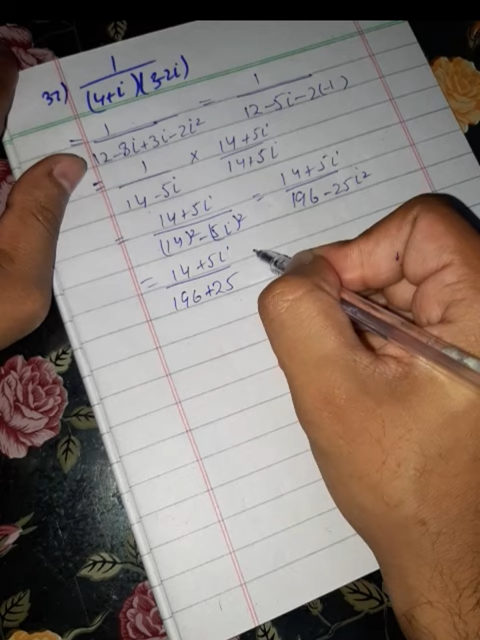 32) 1/((4+i)(3-2i))
= 1/(12-8i+3i-2i²) = 1/(12-5i-2(-1))
= 1/(14-5i) × (14+5i)/(14+5i)
= (14+5i)/((14)²-(5i)²) = (14+5i)/(196-25i²)
= (14+5i)/(196+25)